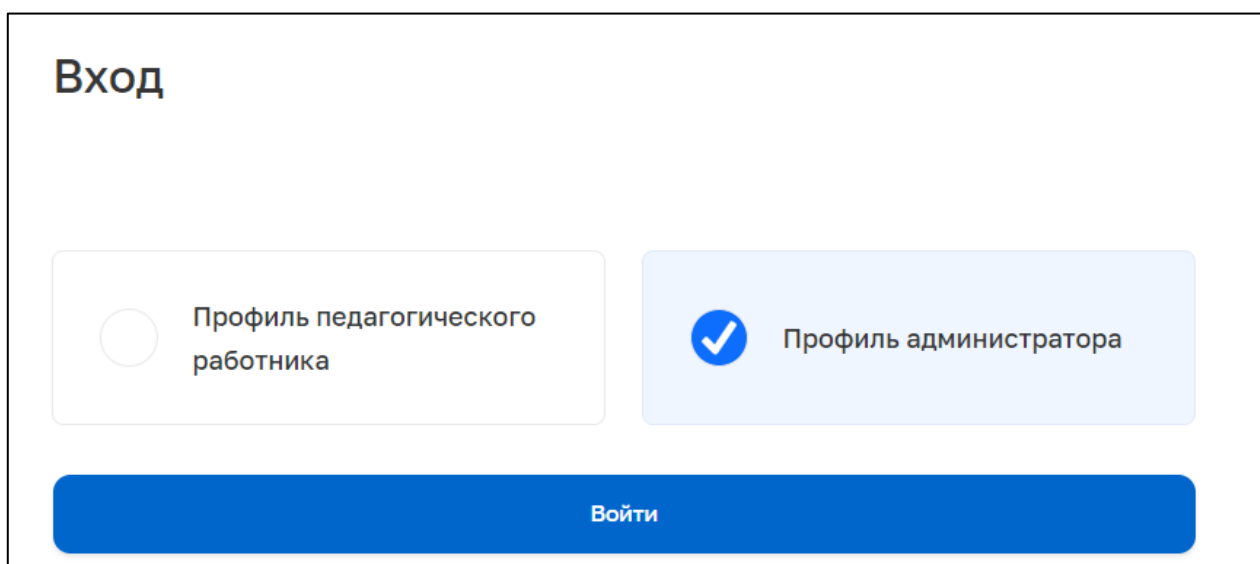 Вход
Профиль педагогического
работника
Профиль администратора
Войти